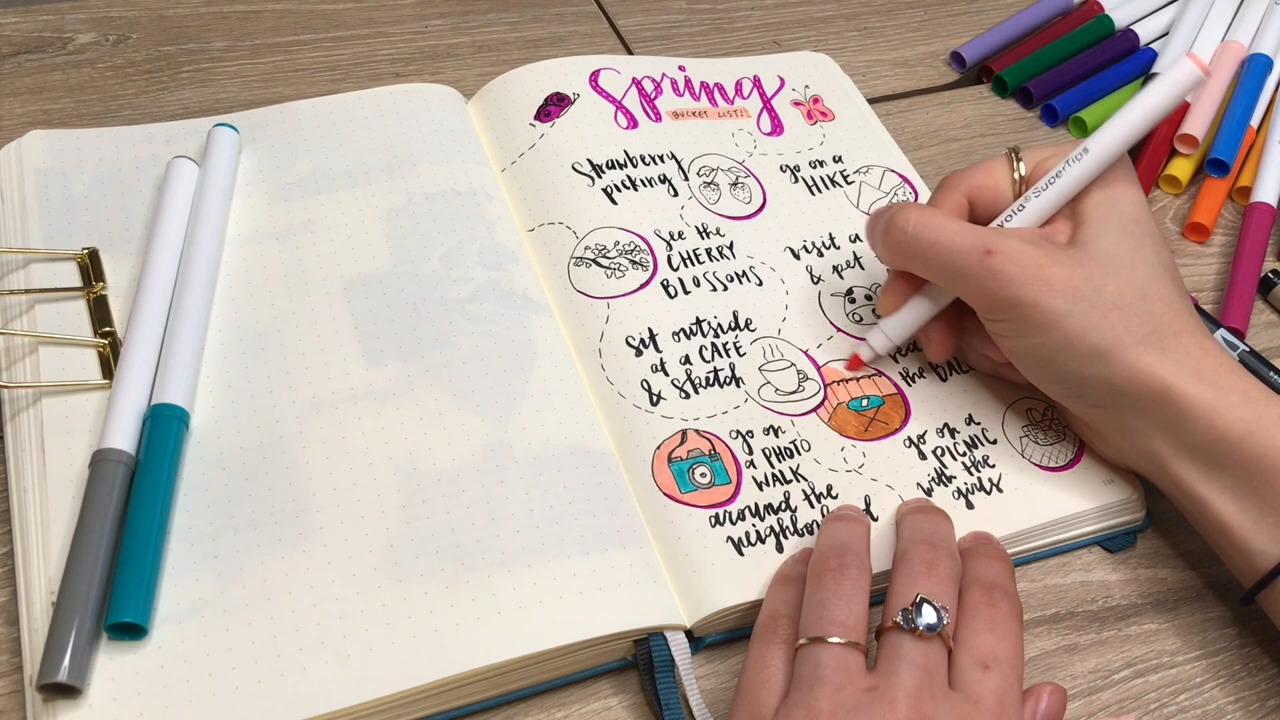 Spring
BUCKET LIST!
Strawberry
picking
go on a
HIKE
See the
CHERRY
BLOSSOMS
visit a
& pet
sit outside
at a CAFÉ
& sketch
the
go on
a PHOTO
WALK
around the
go on a
PICNIC
with the
girls
SuperTips